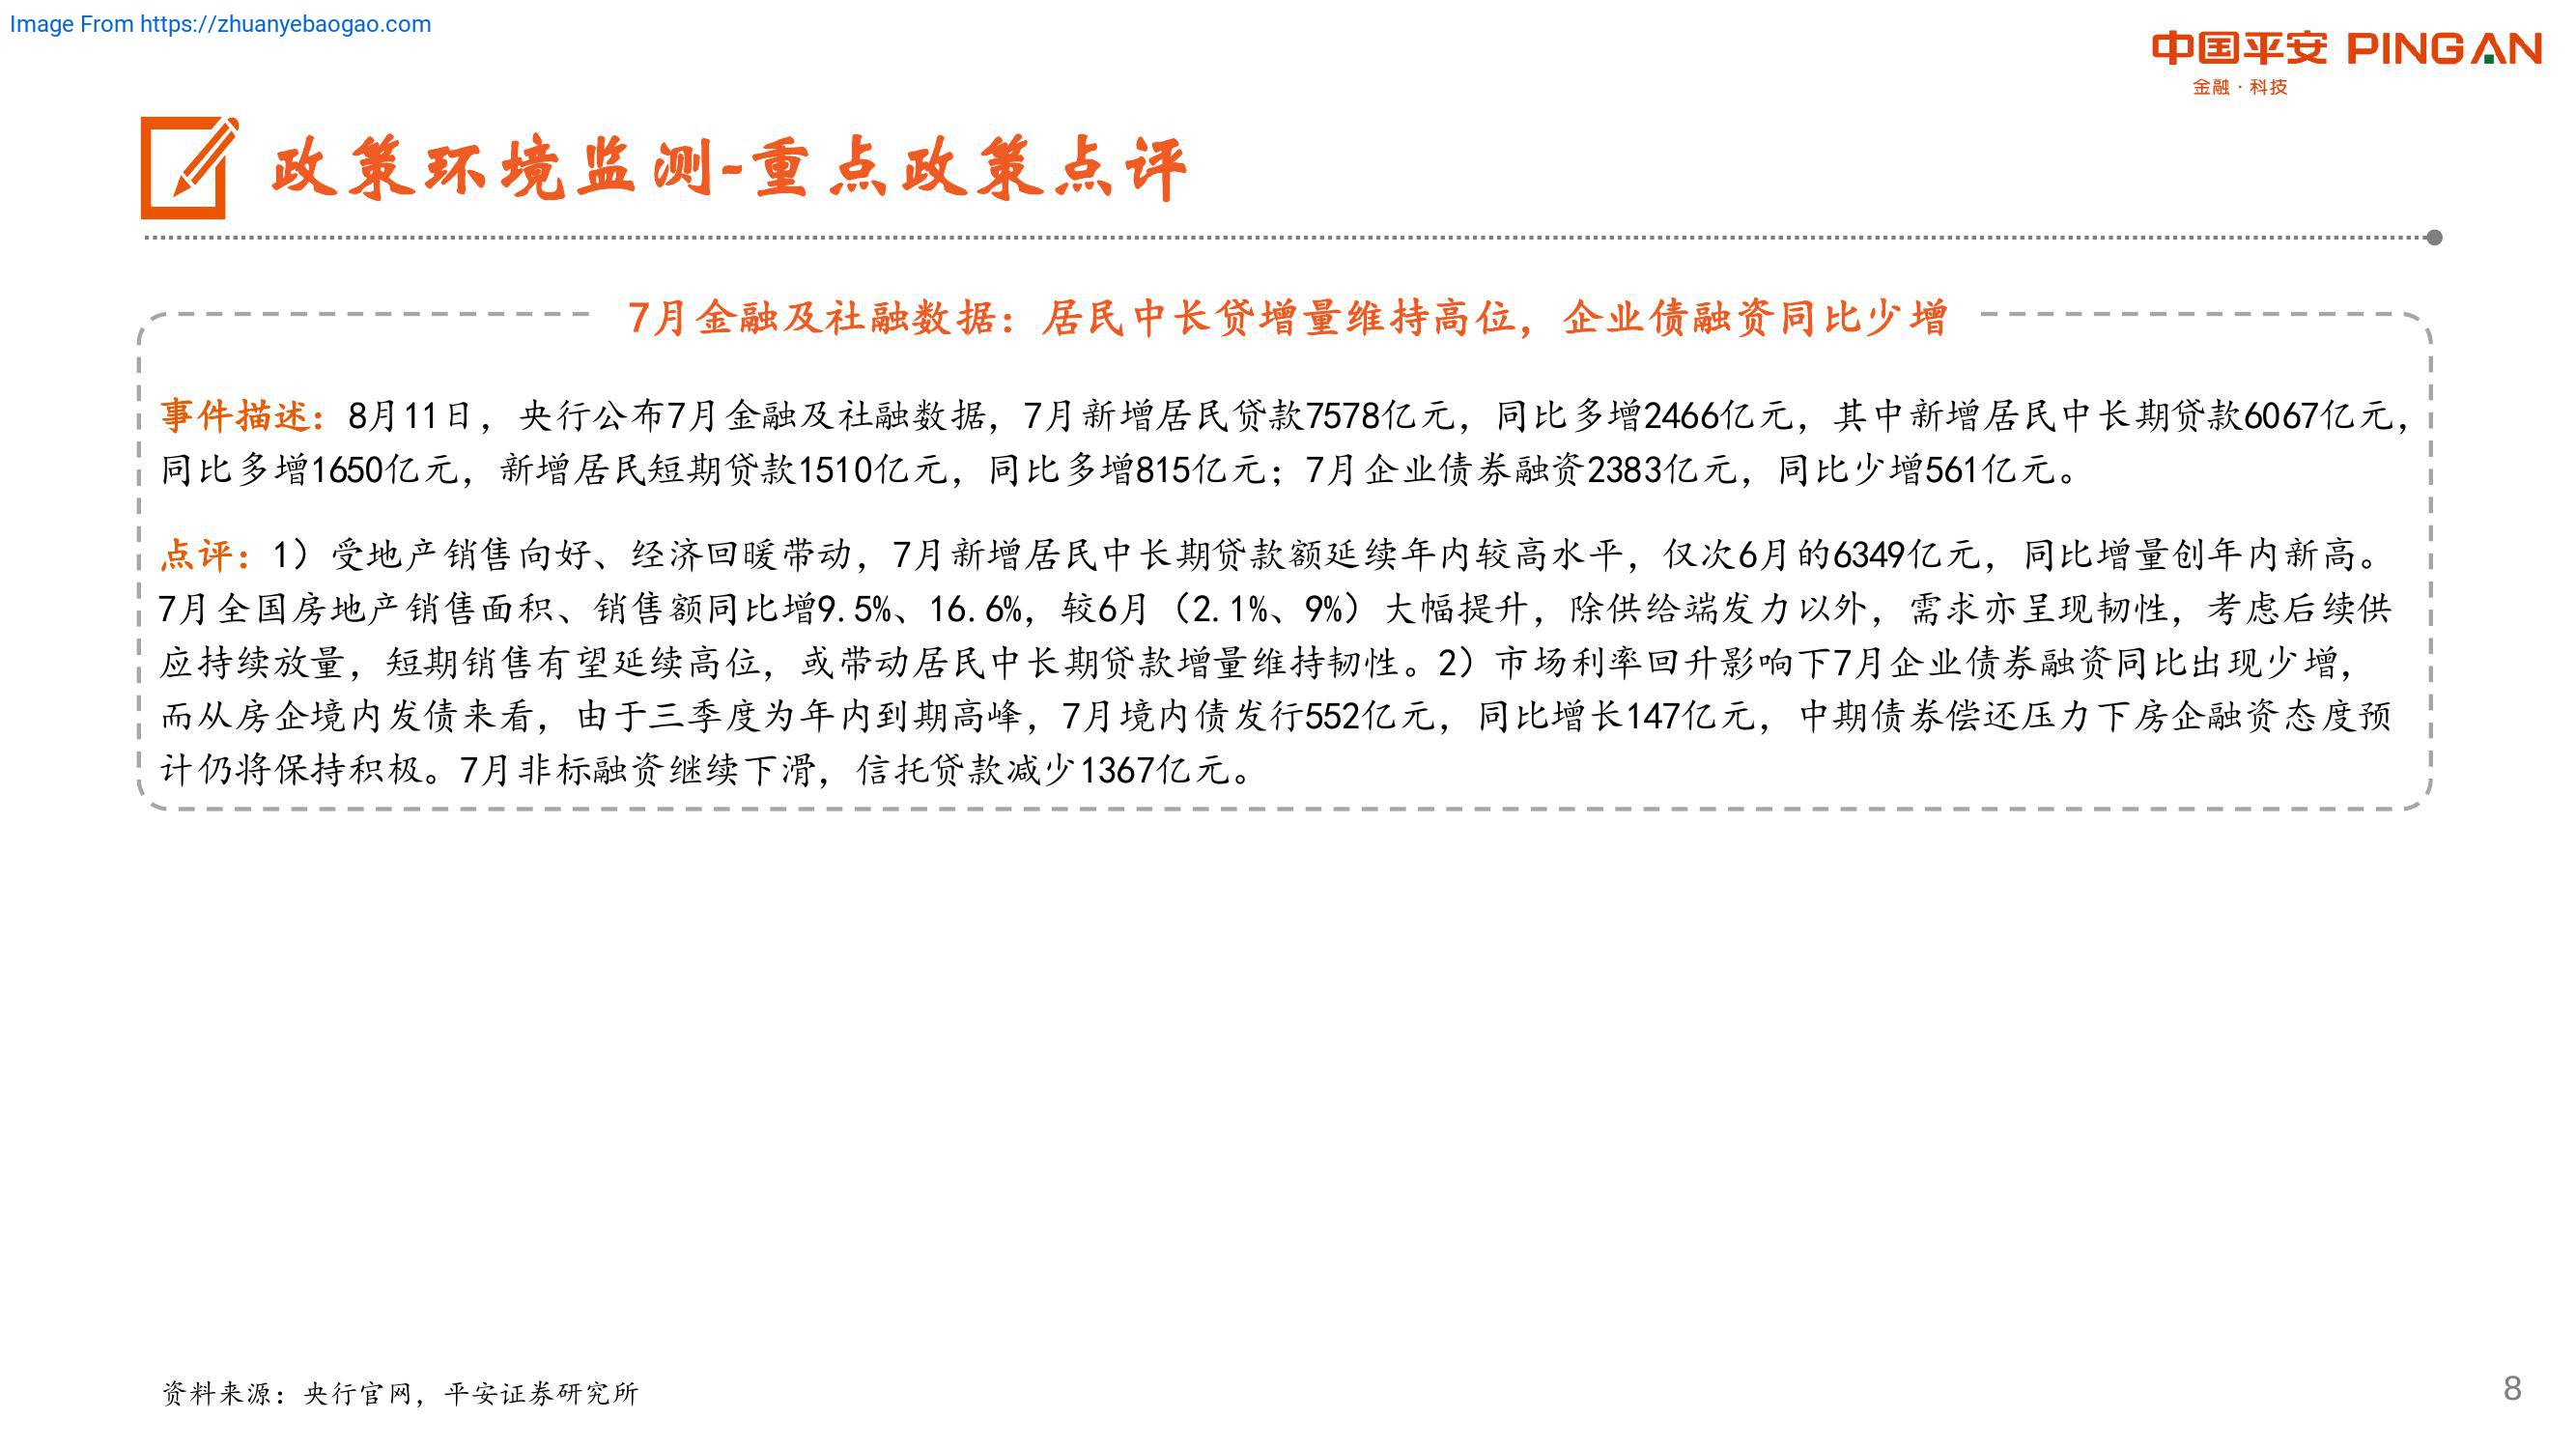 Image From https://zhuanyebaogao.com
中国平安 PINGAN
金融·科技
政策环境监测-重点政策点评
7月金融及社融数据：居民中长贷增量维持高位，企业债融资同比少增
事件描述：8月11日，央行公布7月金融及社融数据，7月新增居民贷款7578亿元，同比多增2466亿元，其中新增居民中长期贷款6067亿元，
同比多增1650亿元，新增居民短期贷款1510亿元，同比多增815亿元；7月企业债券融资2383亿元，同比少增561亿元。
点评：1）受地产销售向好、经济回暖带动，7月新增居民中长期贷款额延续年内较高水平，仅次6月的6349亿元，同比增量创年内新高。
7月全国房地产销售面积、销售额同比增9.5%、16.6%，较6月（2.1%、9%）大幅提升，除供给端发力以外，需求亦呈现韧性，考虑后续供
应持续放量，短期销售有望延续高位，或带动居民中长期贷款增量维持韧性。2）市场利率回升影响下7月企业债券融资同比出现少增，
而从房企境内发债来看，由于三季度为年内到期高峰，7月境内债发行552亿元，同比增长147亿元，中期债券偿还压力下房企融资态度预
计仍将保持积极。7月非标融资继续下滑，信托贷款减少1367亿元。
资料来源：央行官网，平安证券研究所
8